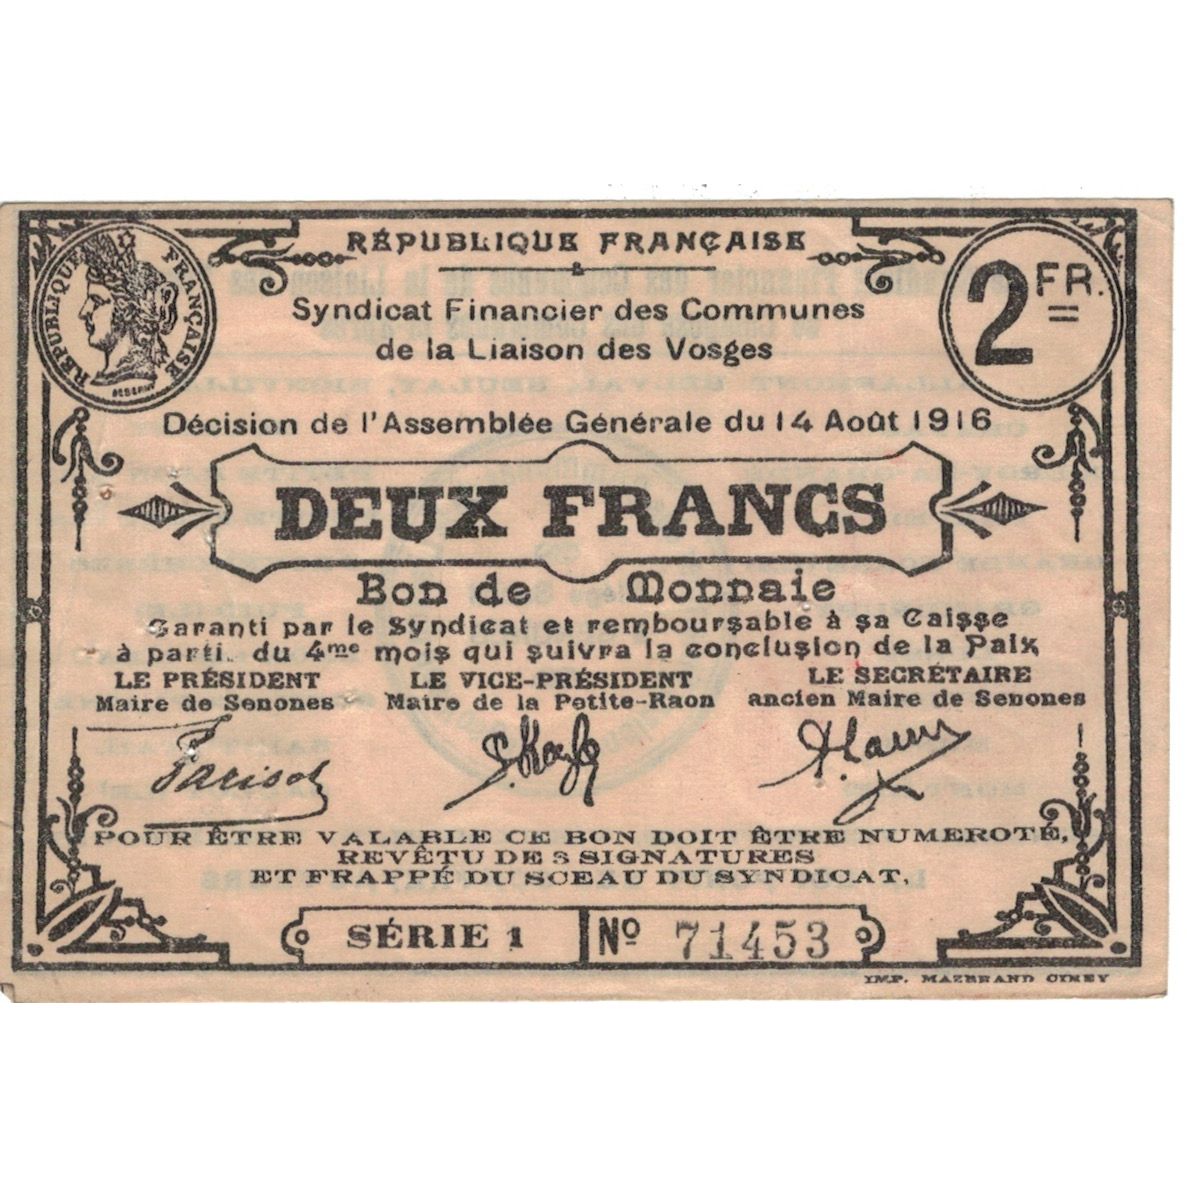 RÉPUBLIQUE FRANÇAISE
RÉPUBLIQUE FRANÇAISE
2 FR.
Syndicat Financier des Communes
de la Liaison des Vosges
Décision de l'Assemblée Générale du 14 Août 1916
DEUX FRANCS
Bon de Monnaie
Garanti par le Syndicat et remboursable à sa Caisse
à parti. du 4me mois qui suivra la conclusion de la Paix
LE PRÉSIDENT LE VICE-PRÉSIDENT LE SECRÉTAIRE
Maire de Senones Maire de la Petite-Raon ancien Maire de Senones
Parisot
POUR ÊTRE VALABLE CE BON DOIT ÊTRE NUMEROTÉ,
REVÊTU DE 3 SIGNATURES
ET FRAPPÉ DU SCEAU DU SYNDICAT,
SÉRIE 1 No 71453
IMP. MAZERAND CIREY